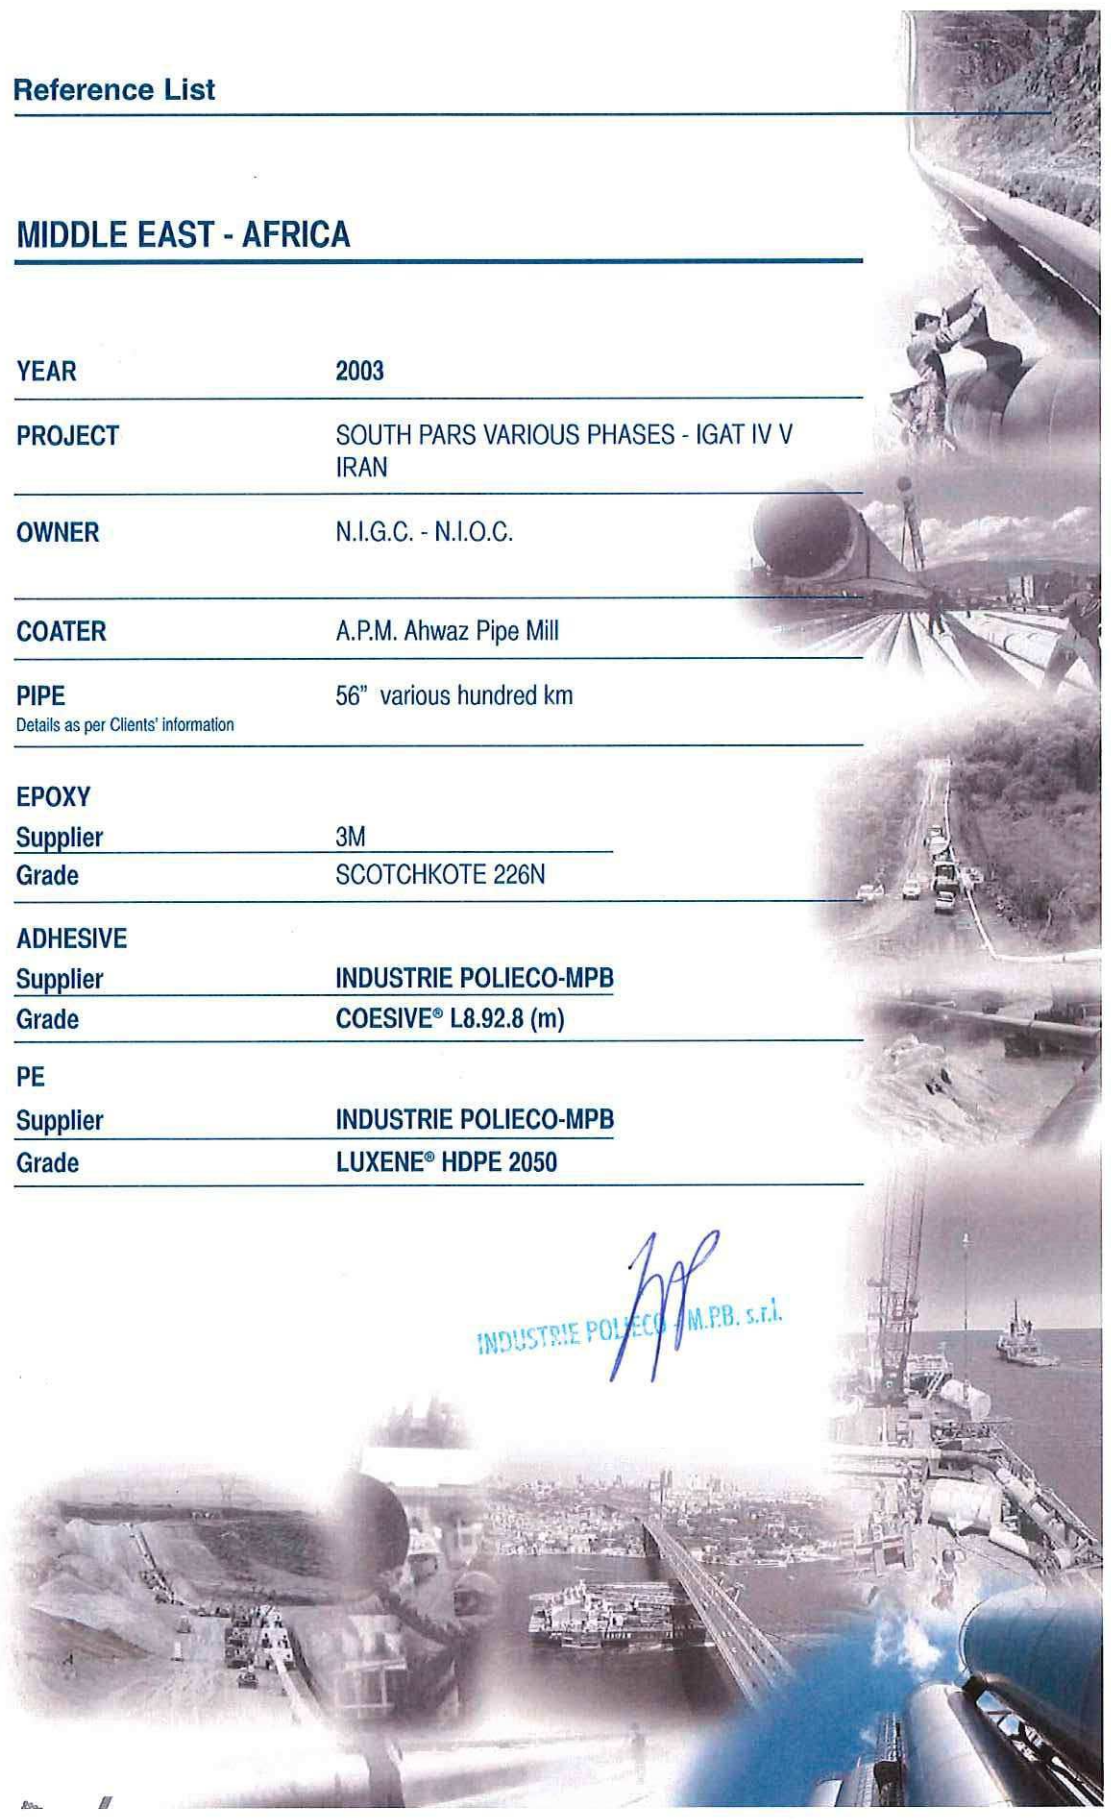 Reference List
MIDDLE EAST - AFRICA
YEAR 2003
PROJECT SOUTH PARS VARIOUS PHASES - IGAT IV V
IRAN
OWNER N.I.G.C. - N.I.O.C.
COATER A.P.M. Ahwaz Pipe Mill
PIPE 56" various hundred km
Details as per Clients' information
EPOXY
Supplier 3M
Grade SCOTCHKOTE 226N
ADHESIVE
Supplier INDUSTRIE POLIECO-MPB
Grade COESIVE® L8.92.8 (m)
PE
Supplier INDUSTRIE POLIECO-MPB
Grade LUXENE® HDPE 2050
INDUSTRIE POLIECO - M.P.B. s.r.l.